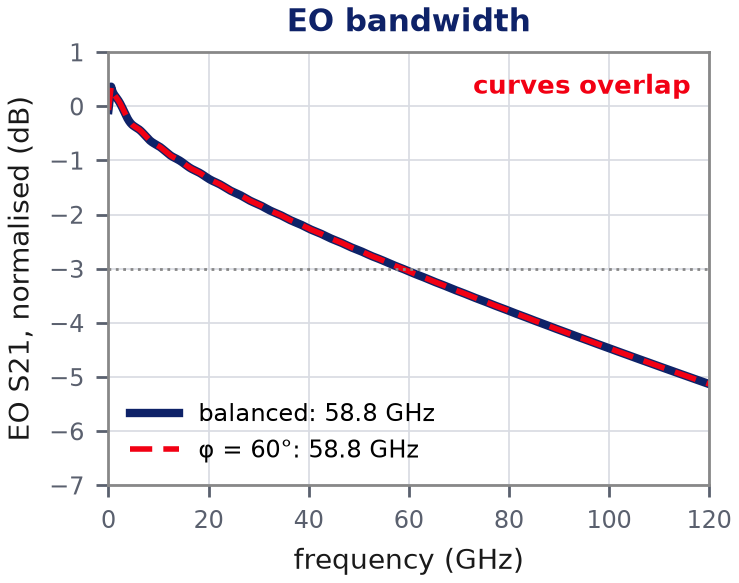 EO bandwidth
curves overlap
EO S21, normalised (dB)
1
0
−1
−2
−3
−4
−5
−6
−7
balanced: 58.8 GHz
φ = 60°: 58.8 GHz
0 20 40 60 80 100 120
frequency (GHz)